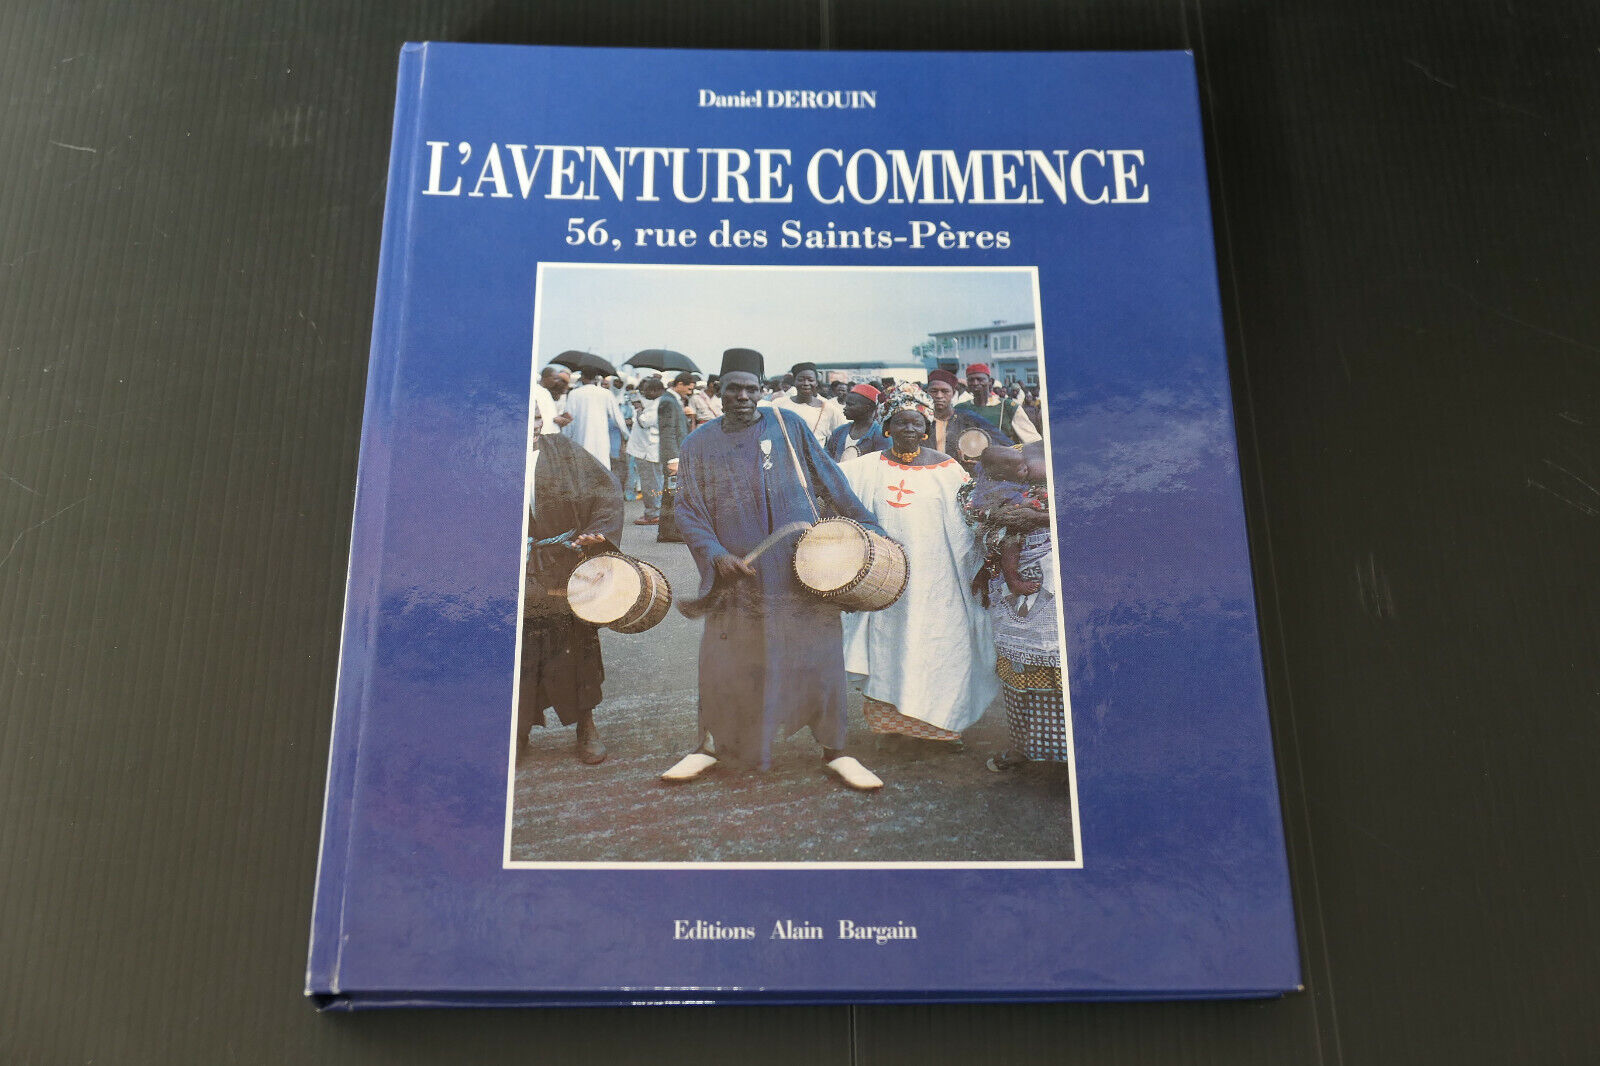 Daniel DEROUIN
L'AVENTURE COMMENCE
56, rue des Saints-Pères
Editions Alain Bargain